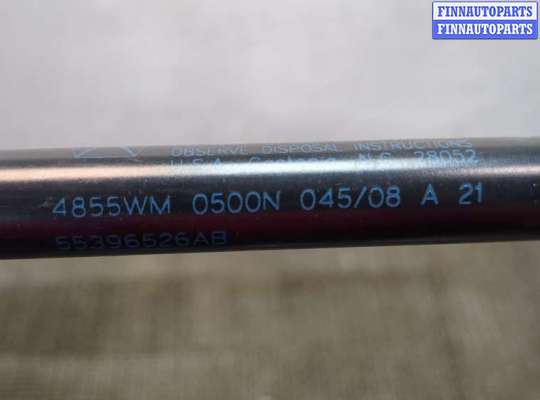 FINNAUTOPARTS
FINNAUTOPARTS
OBSERVE DISPOSAL INSTRUCTIONS
U.S.A. Gastonia N.C. 28052
4855WM 0500N 045/08 A 21
55396526AB